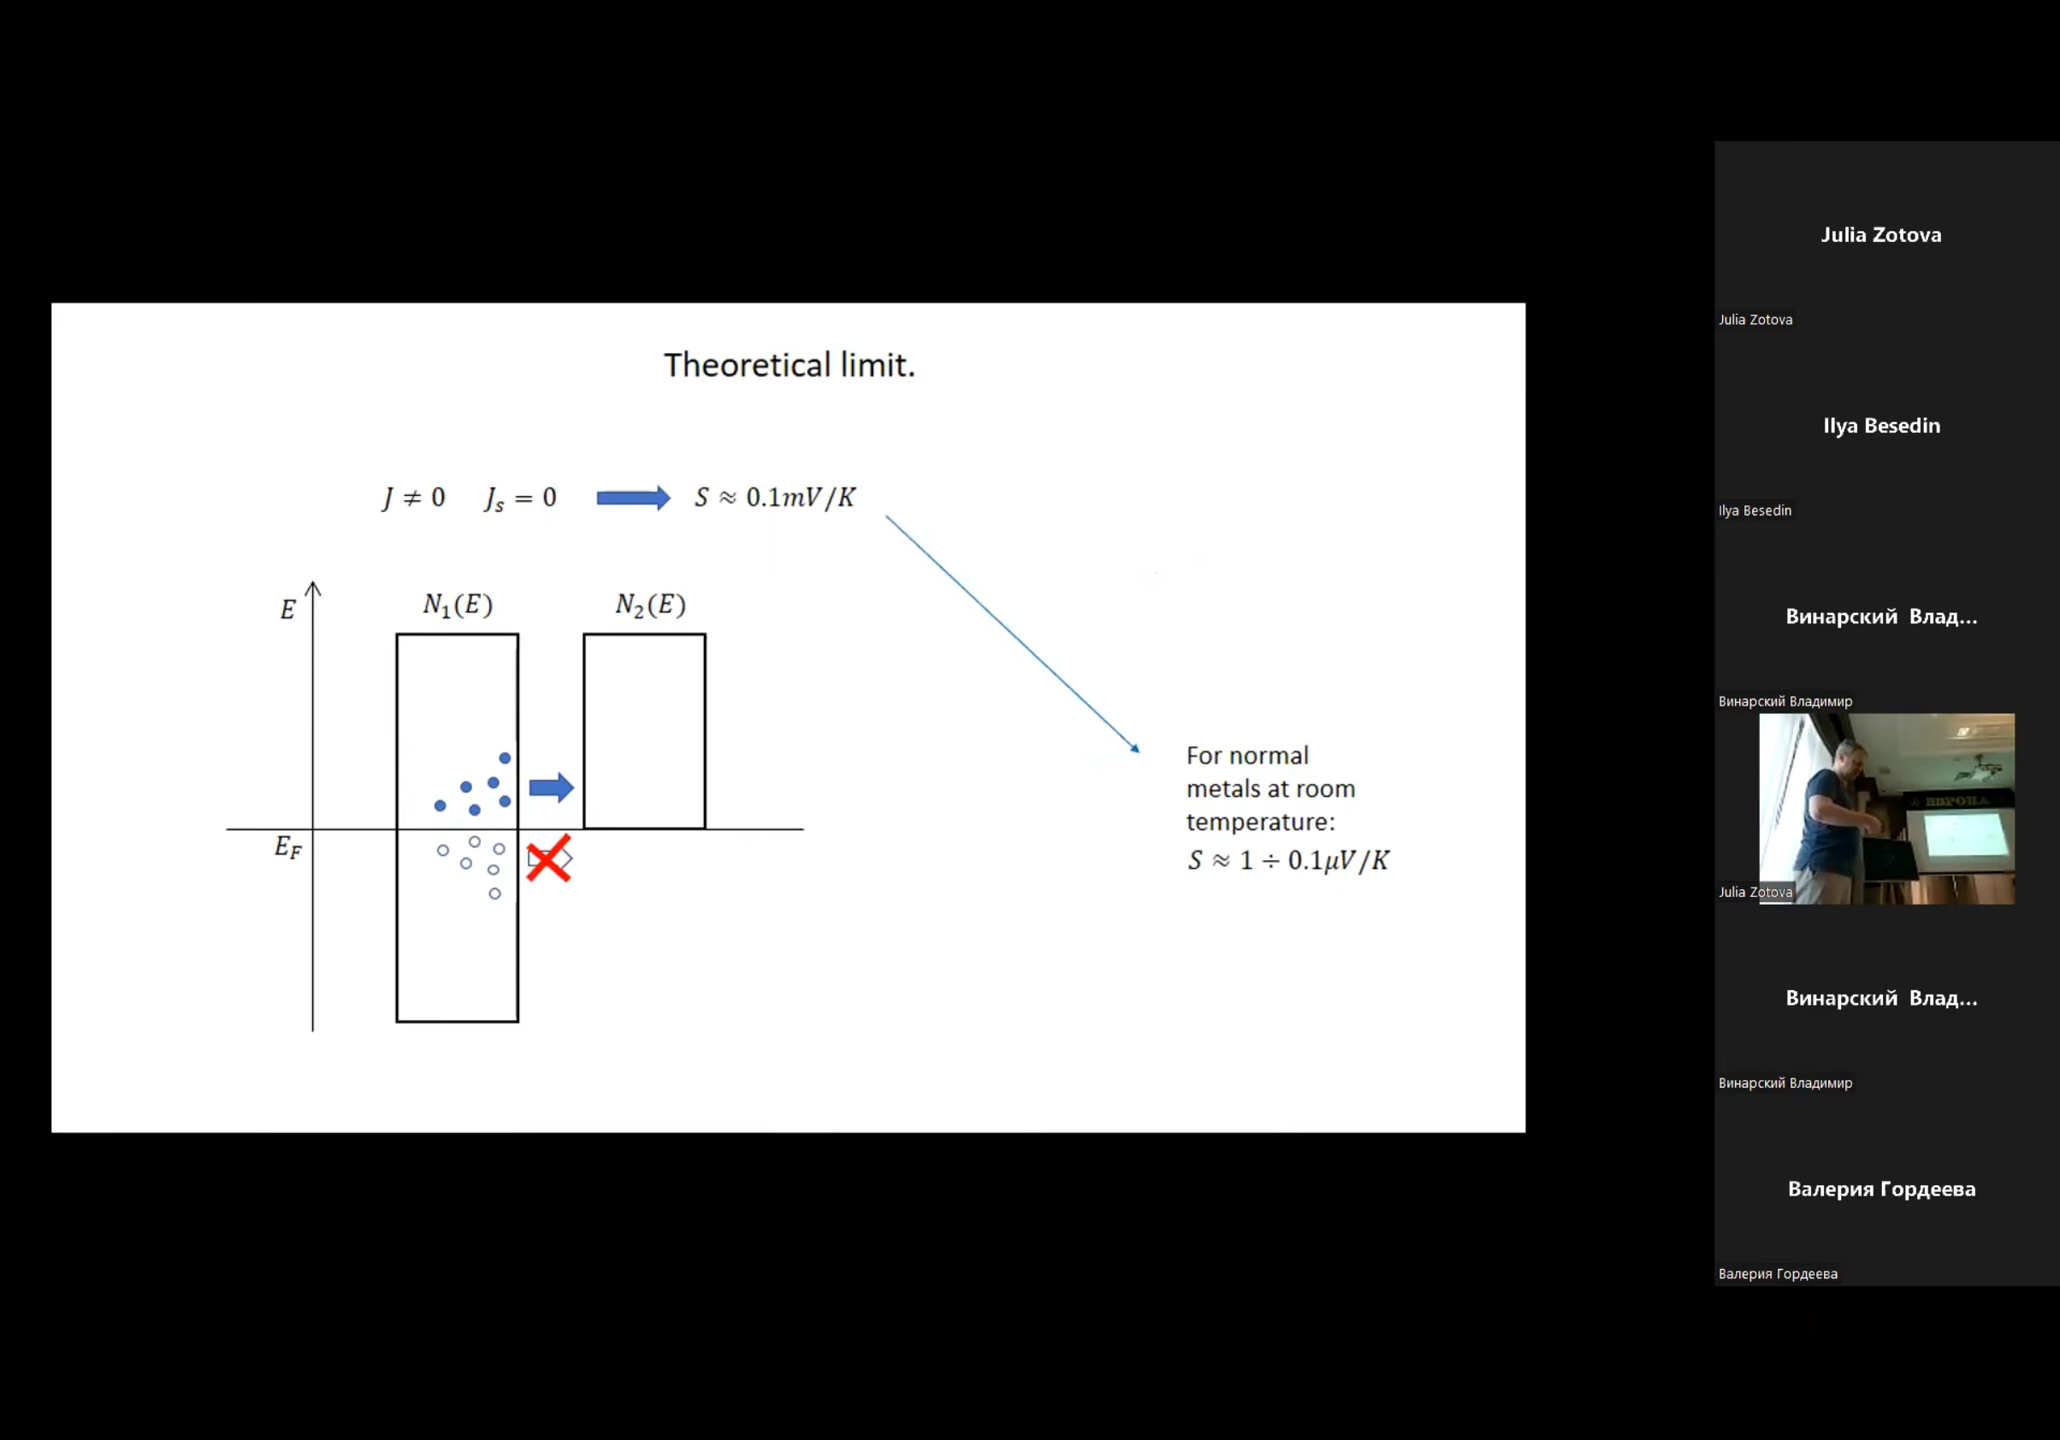 Theoretical limit.
J ≠ 0 J_s = 0 S ≈ 0.1mV/K
E
N_1(E) N_2(E)
E_F
For normal
metals at room
temperature:
S ≈ 1 ÷ 0.1μV/K
Julia Zotova
Julia Zotova
Ilya Besedin
Ilya Besedin
Винарский Влад...
Винарский Владимир
ЕВРОПА
Julia Zotova
Винарский Влад...
Винарский Владимир
Валерия Гордеева
Валерия Гордеева